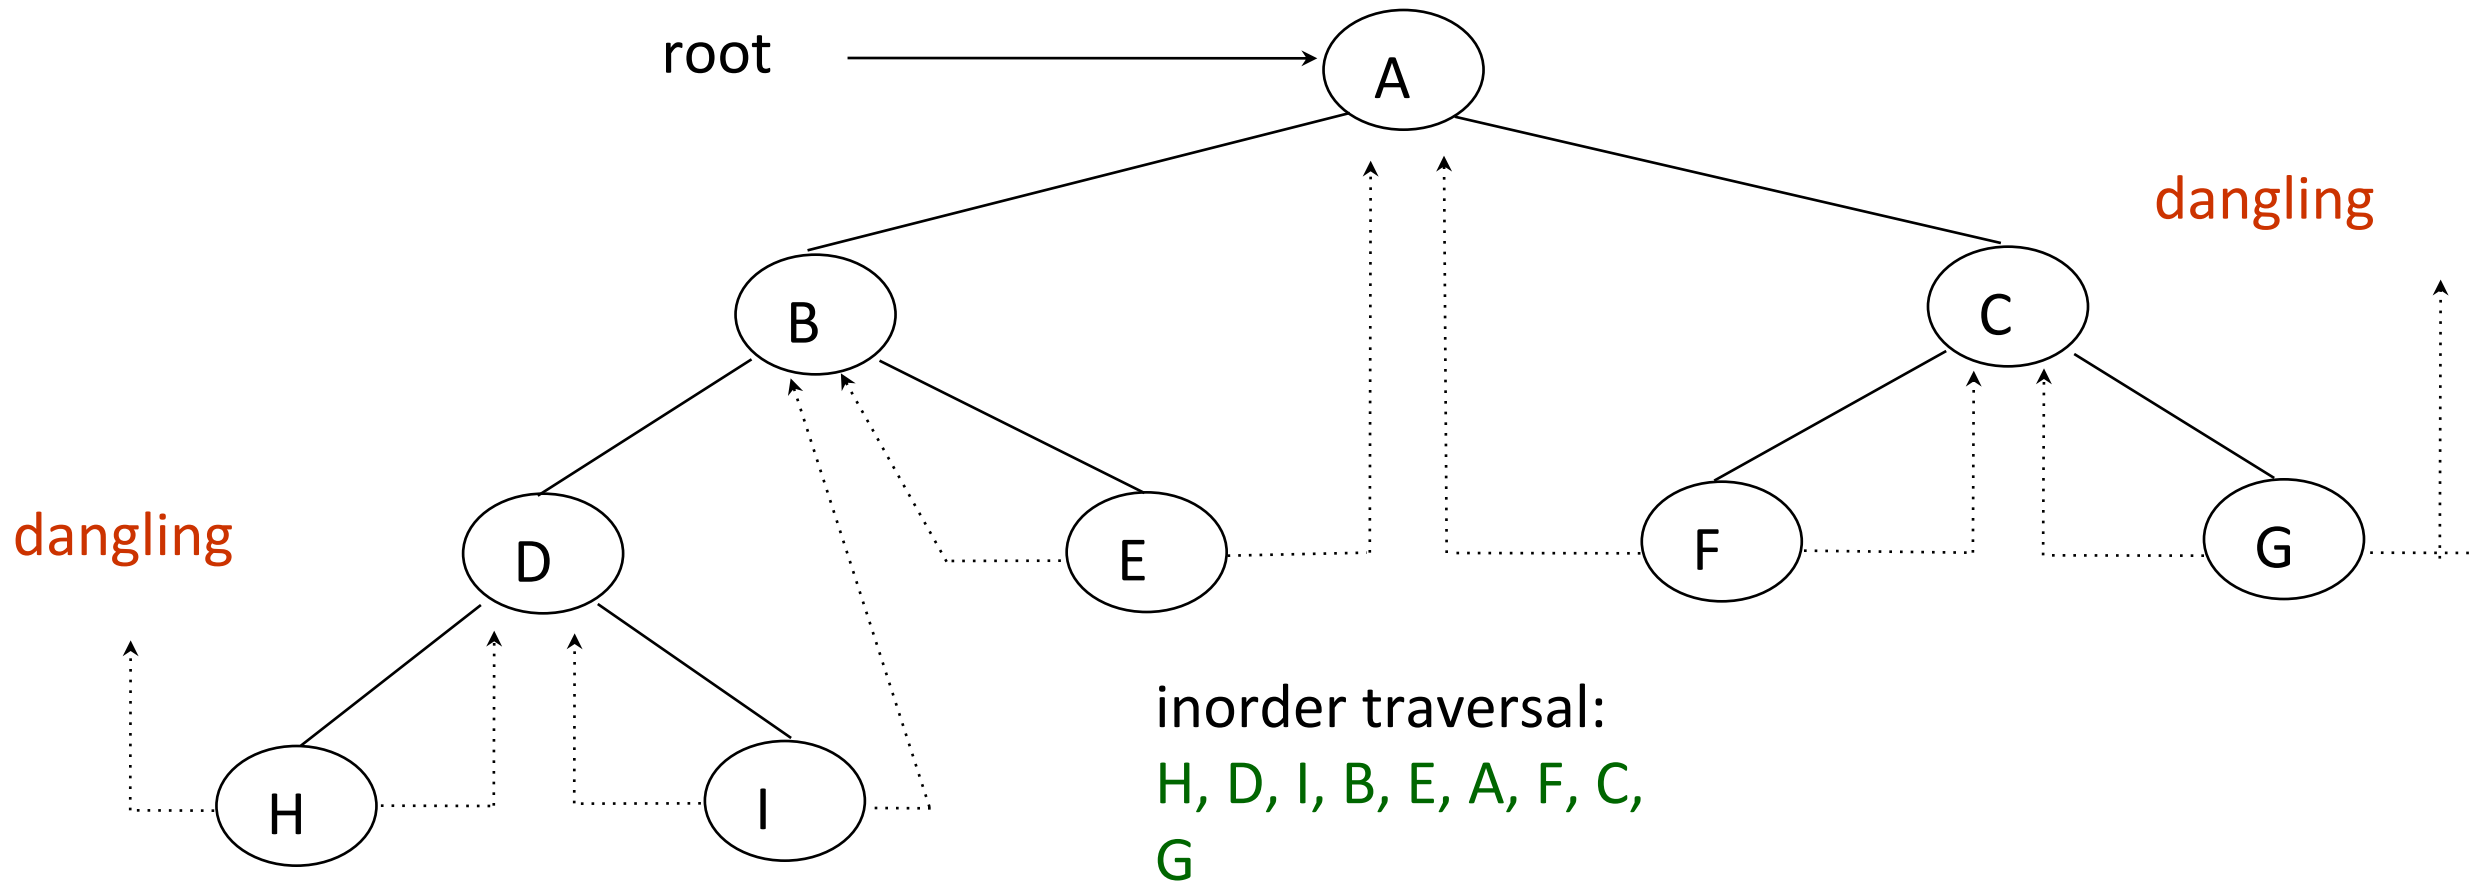 root
A
dangling
B
C
dangling
D
E
F
G
H
I
inorder traversal:
H, D, I, B, E, A, F, C,
G